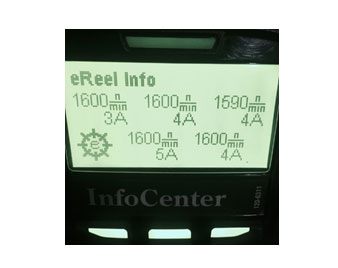 eReel Info
1600 n/min 1600 n/min 1590 n/min
3A 4A 4A
e 1600 n/min 1600 n/min
5A 4A
InfoCenter